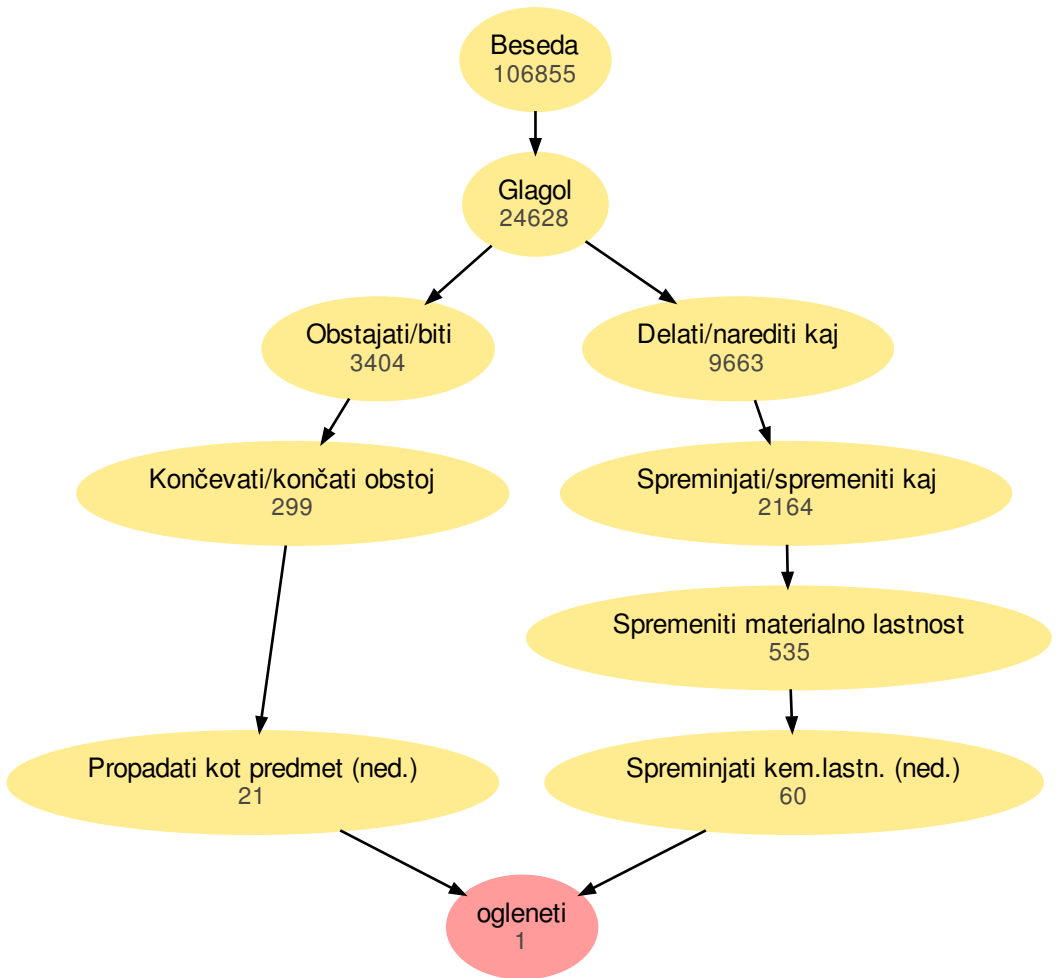 Beseda
106855
Glagol
24628
Obstajati/biti
3404
Delati/narediti kaj
9663
Končevati/končati obstoj
299
Spreminjati/spremeniti kaj
2164
Spremeniti materialno lastnost
535
Propadati kot predmet (ned.)
21
Spreminjati kem.lastn. (ned.)
60
ogleneti
1